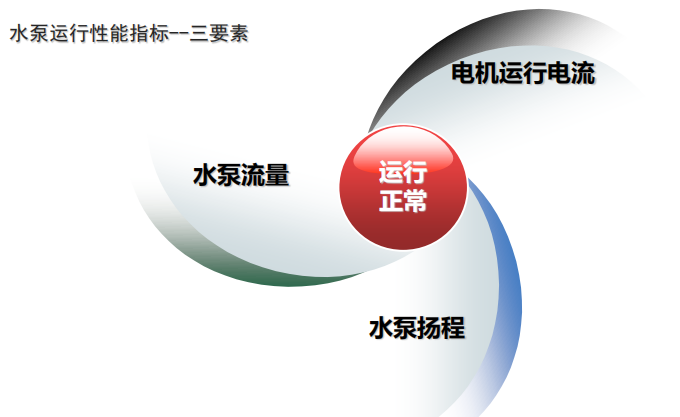 水泵运行性能指标--三要素
电机运行电流
水泵流量
运行
正常
水泵扬程